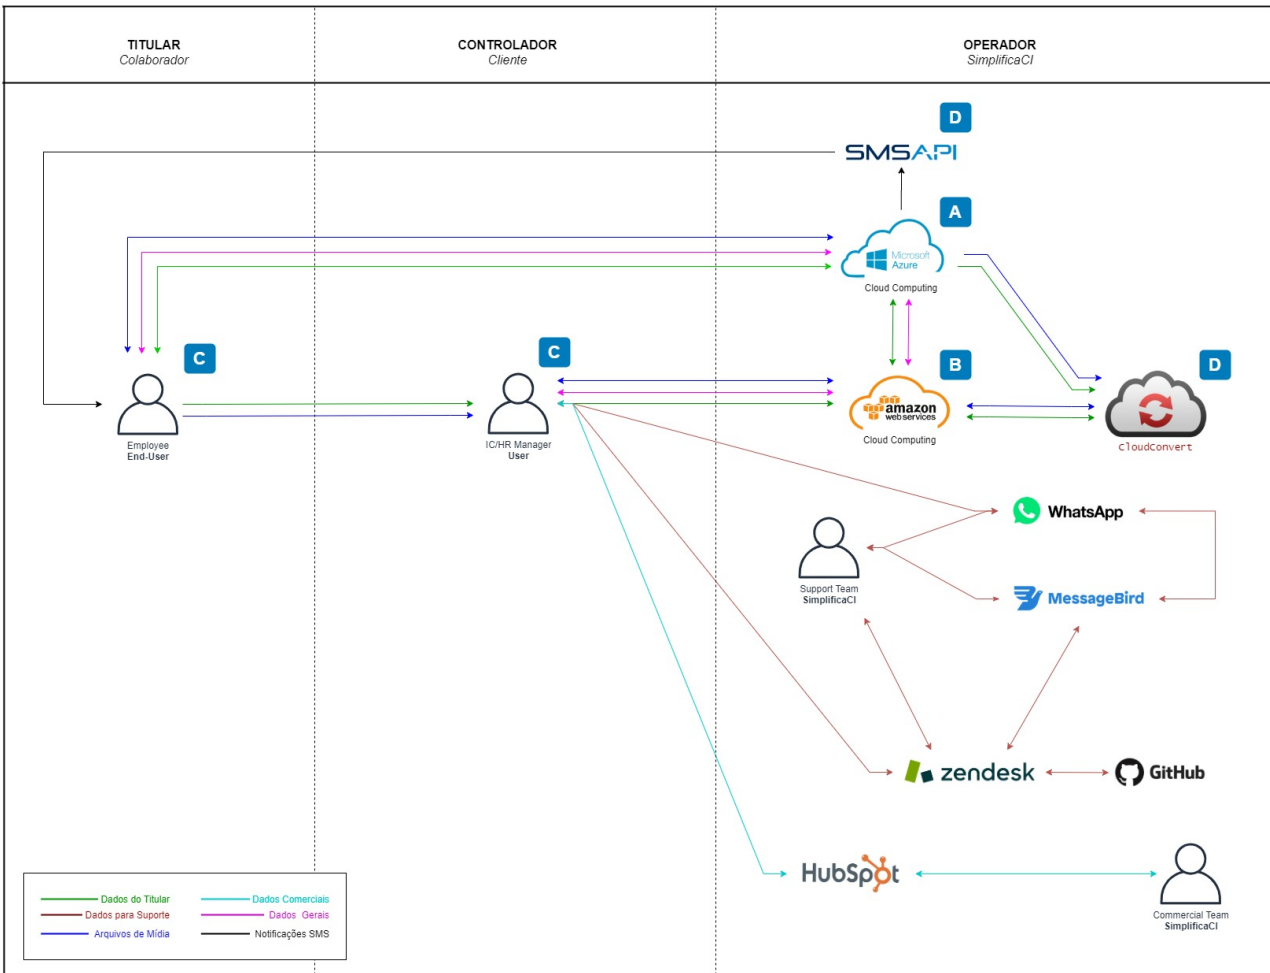 TITULAR
Colaborador
CONTROLADOR
Cliente
OPERADOR
SimplificaCI
D
SMSAPI
A
Microsoft
Azure
Cloud Computing
C
Employee
End-User
C
IC/HR Manager
User
B
amazon
webservices
Cloud Computing
D
CloudConvert
WhatsApp
Support Team
SimplificaCI
MessageBird
zendesk
GitHub
HubSpot
Commercial Team
SimplificaCI
Dados do Titular
Dados Comerciais
Dados para Suporte
Dados Gerais
Arquivos de Mídia
Notificações SMS